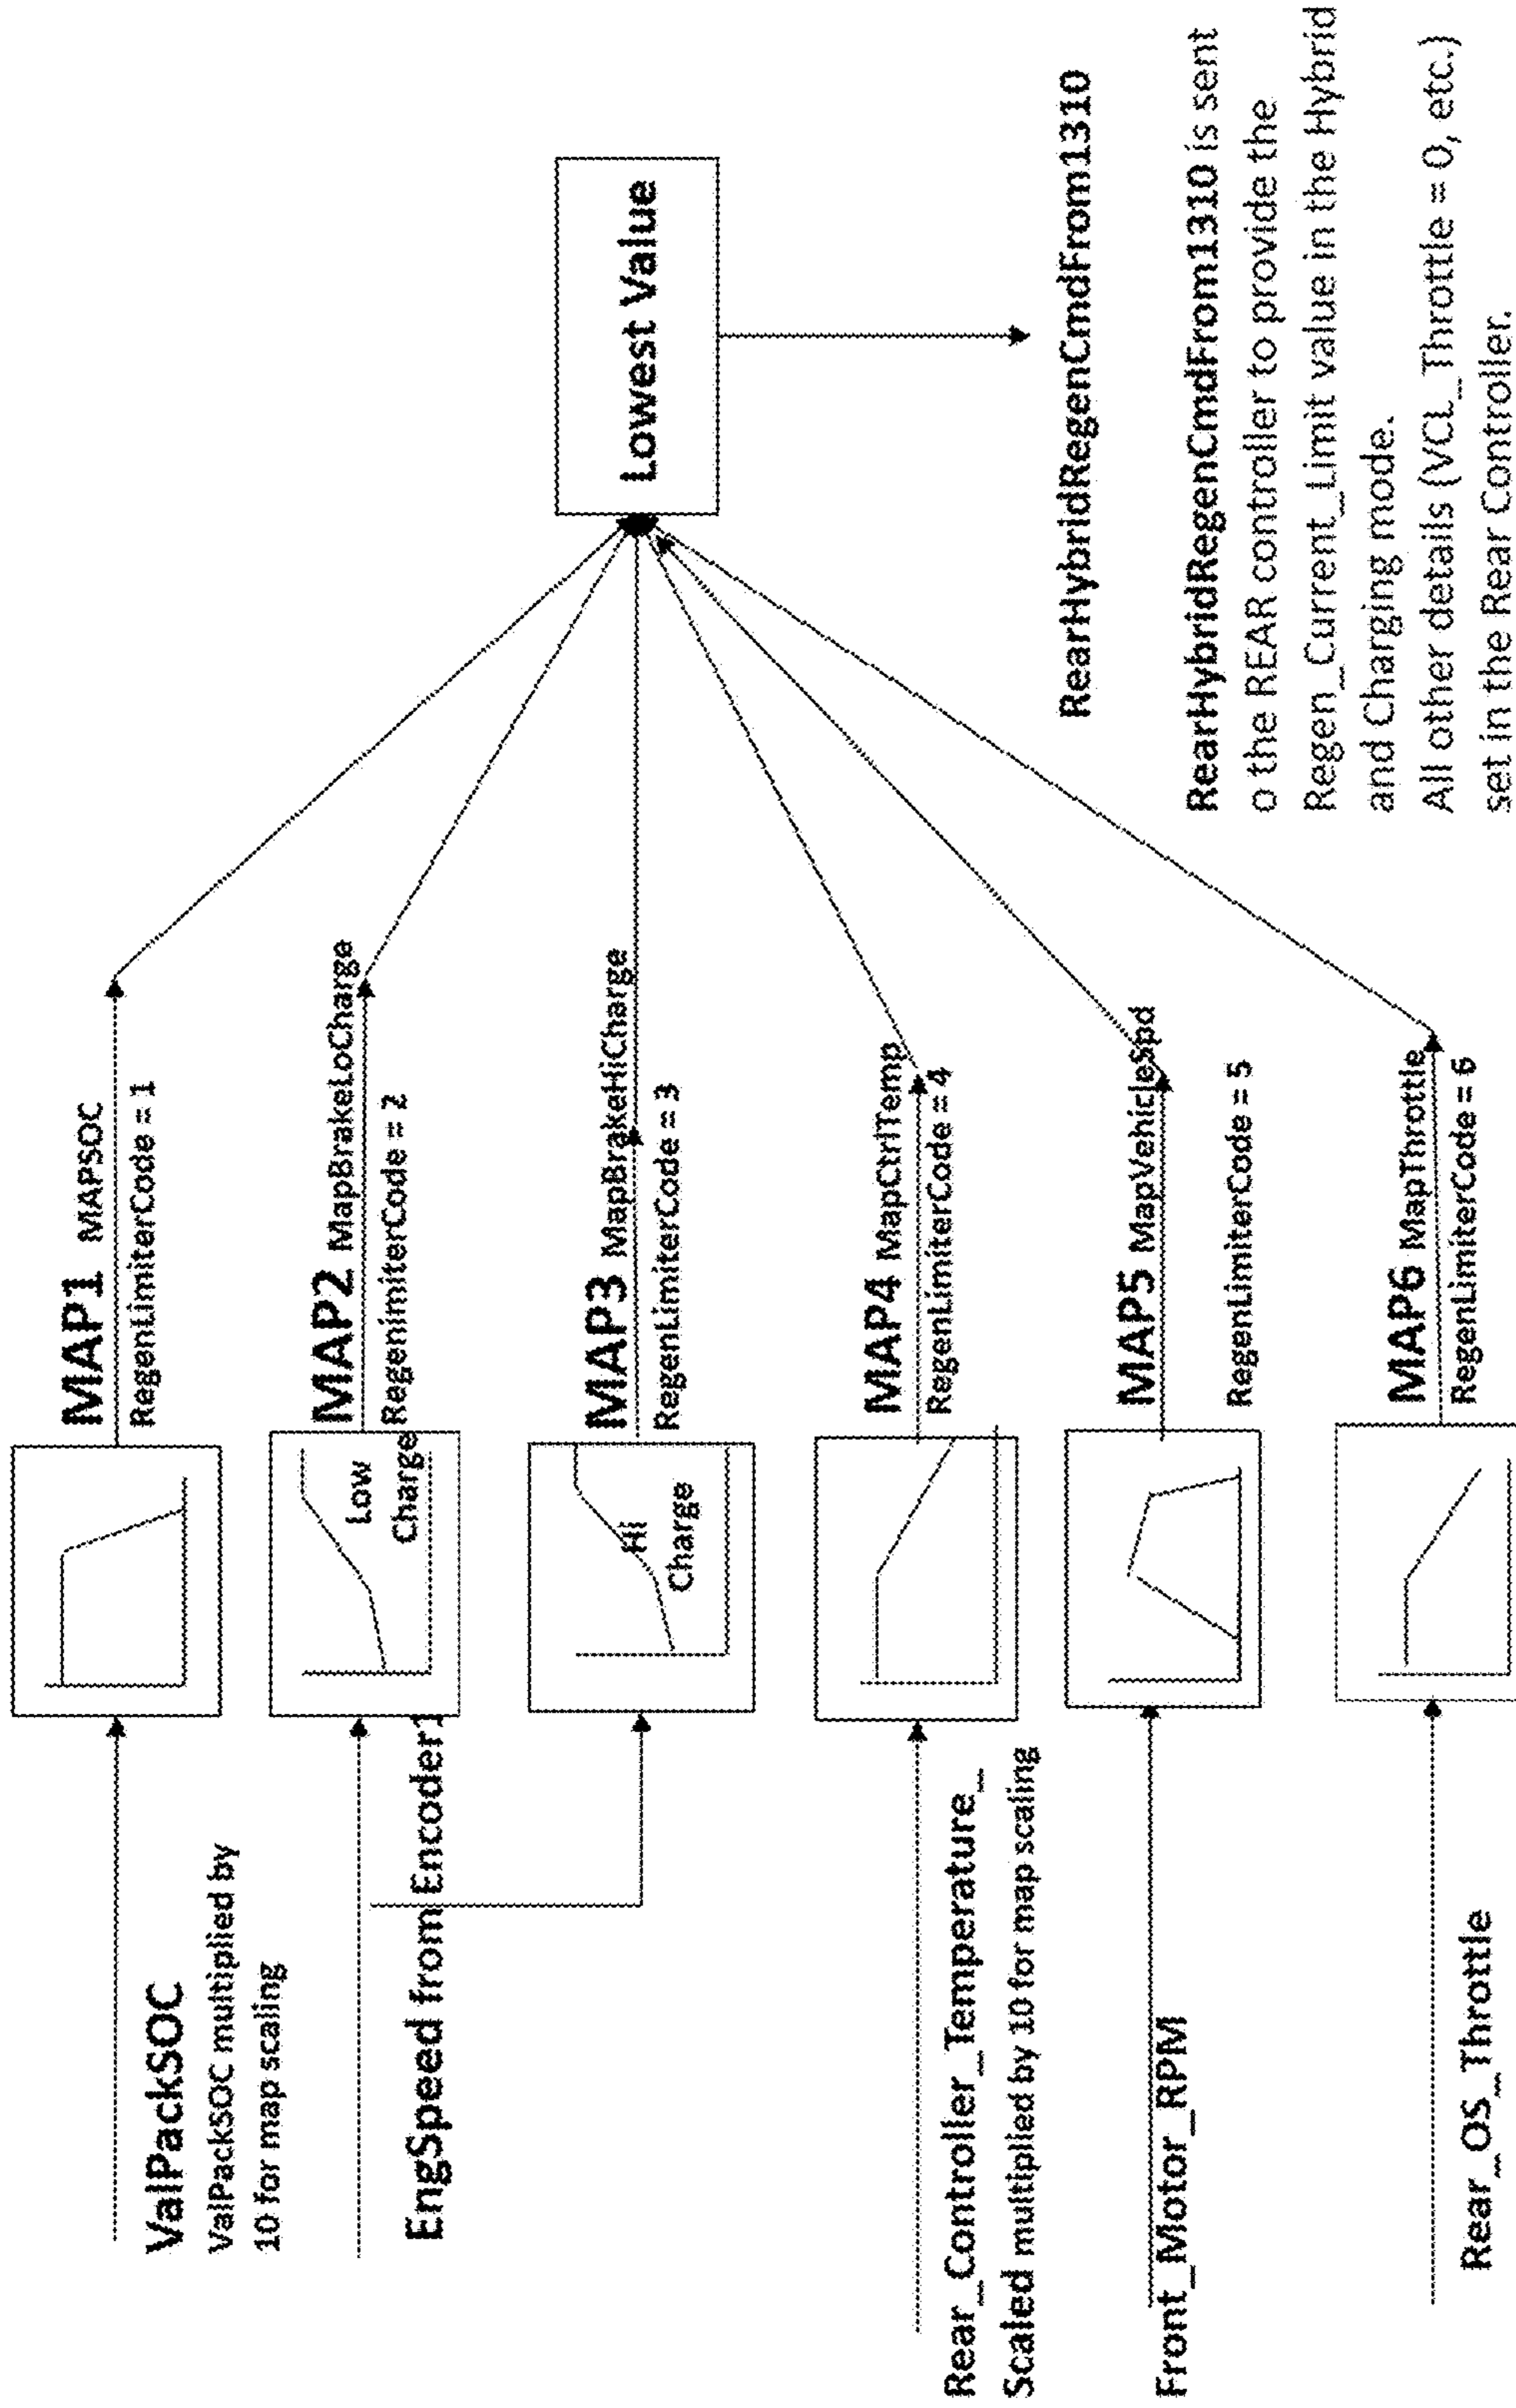 ValPackSOC
ValPackSOC multiplied by
10 for map scaling
MAP1 MAPSOC
RegenLimiterCode = 1
EngSpeed from Encoder1
Low
Charge
MAP2 MapBrakeLoCharge
RegenimiterCode = 2
Hi
Charge
MAP3 MapBrakeHiCharge
RegenLimiterCode = 3
Rear_Controller_Temperature_
Scaled multiplied by 10 for map scaling
MAP4 MapCtrlTemp
RegenLimiterCode = 4
Front_Motor_RPM
MAP5 MapVehicleSpd
RegenLimiterCode = 5
Rear_OS_Throttle
MAP6 MapThrottle
RegenLimiterCode = 6
Lowest Value
RearHybridRegenCmdFrom1310
RearHybridRegenCmdFrom1310 is sent
o the REAR controller to provide the
Regen_Current_Limit value in the Hybrid
and Charging mode.
All other details (VCL_Throttle = 0, etc.)
set in the Rear Controller.